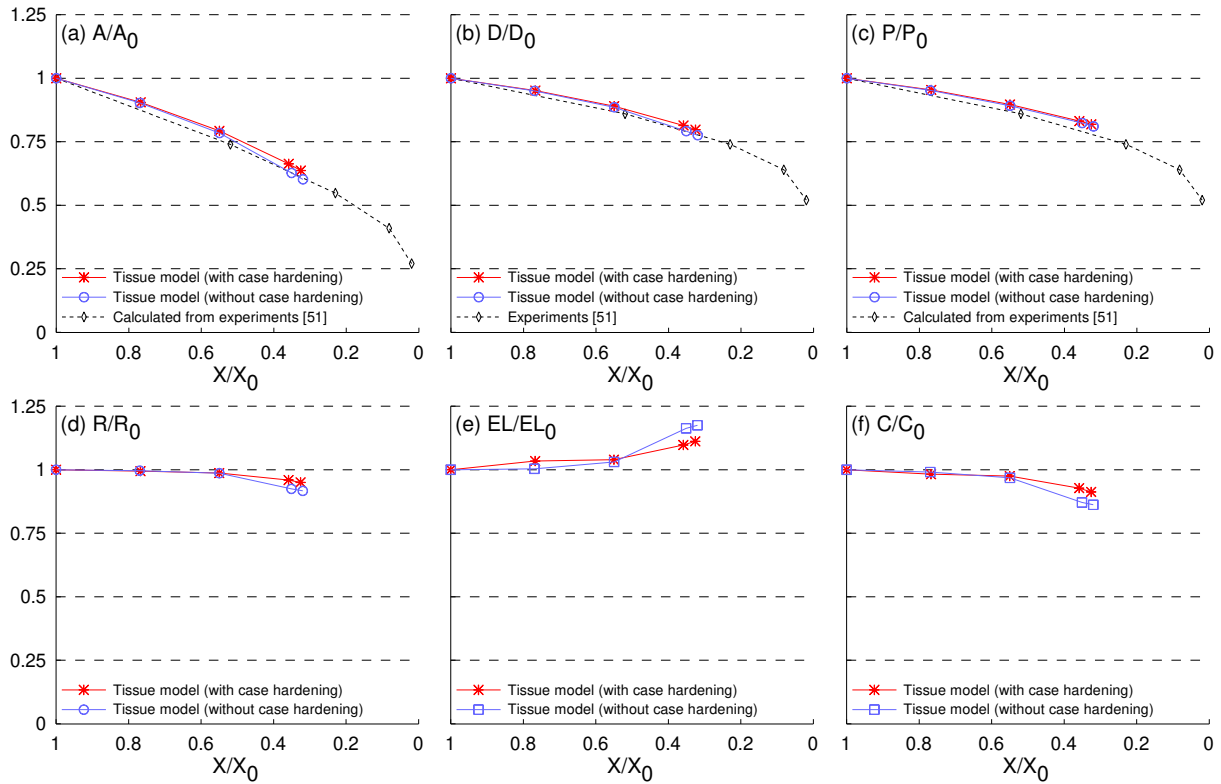 (a) A/A0
(b) D/D0
(c) P/P0
1.25
1
0.75
0.5
0.25
0
Tissue model (with case hardening)
Tissue model (without case hardening)
Calculated from experiments [51]
Tissue model (with case hardening)
Tissue model (without case hardening)
Experiments [51]
Tissue model (with case hardening)
Tissue model (without case hardening)
Calculated from experiments [51]
1 0.8 0.6 0.4 0.2 0
1 0.8 0.6 0.4 0.2 0
1 0.8 0.6 0.4 0.2 0
X/X0
X/X0
X/X0
(d) R/R0
(e) EL/EL0
(f) C/C0
1.25
1
0.75
0.5
0.25
0
Tissue model (with case hardening)
Tissue model (without case hardening)
Tissue model (with case hardening)
Tissue model (without case hardening)
Tissue model (with case hardening)
Tissue model (without case hardening)
1 0.8 0.6 0.4 0.2 0
1 0.8 0.6 0.4 0.2 0
1 0.8 0.6 0.4 0.2 0
X/X0
X/X0
X/X0